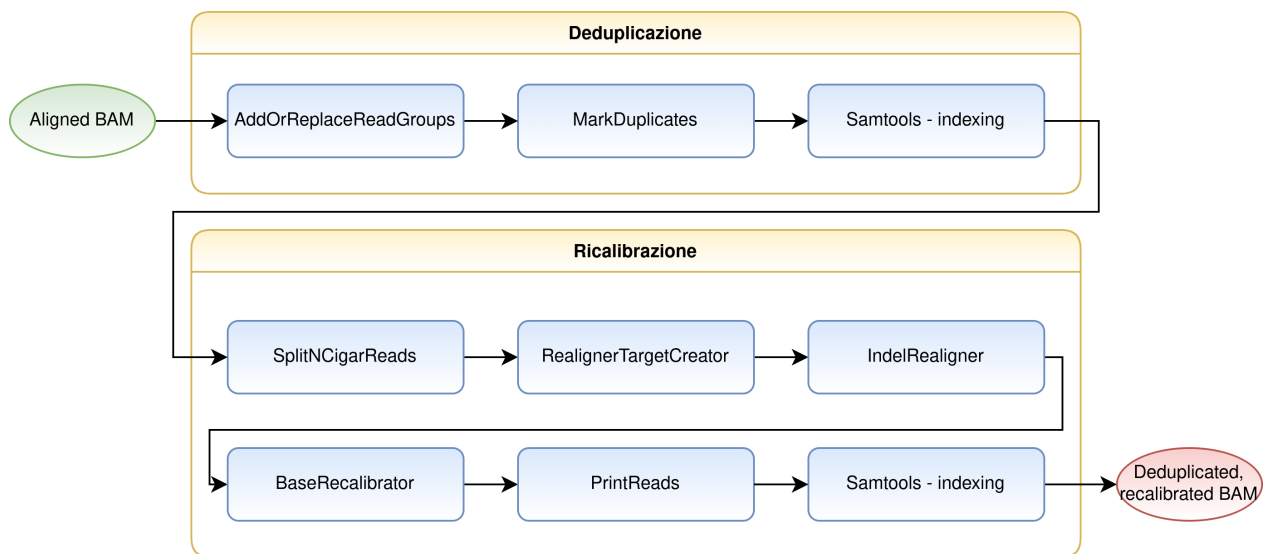 Deduplicazione
Aligned BAM
AddOrReplaceReadGroups
MarkDuplicates
Samtools - indexing
Ricalibrazione
SplitNCigarReads
RealignerTargetCreator
IndelRealigner
BaseRecalibrator
PrintReads
Samtools - indexing
Deduplicated,
recalibrated BAM